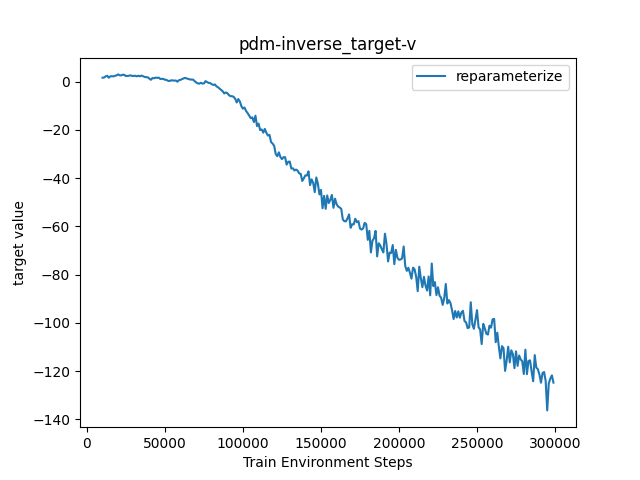 pdm-inverse_target-v
reparameterize
target value
0
−20
−40
−60
−80
−100
−120
−140
0 50000 100000 150000 200000 250000 300000
Train Environment Steps